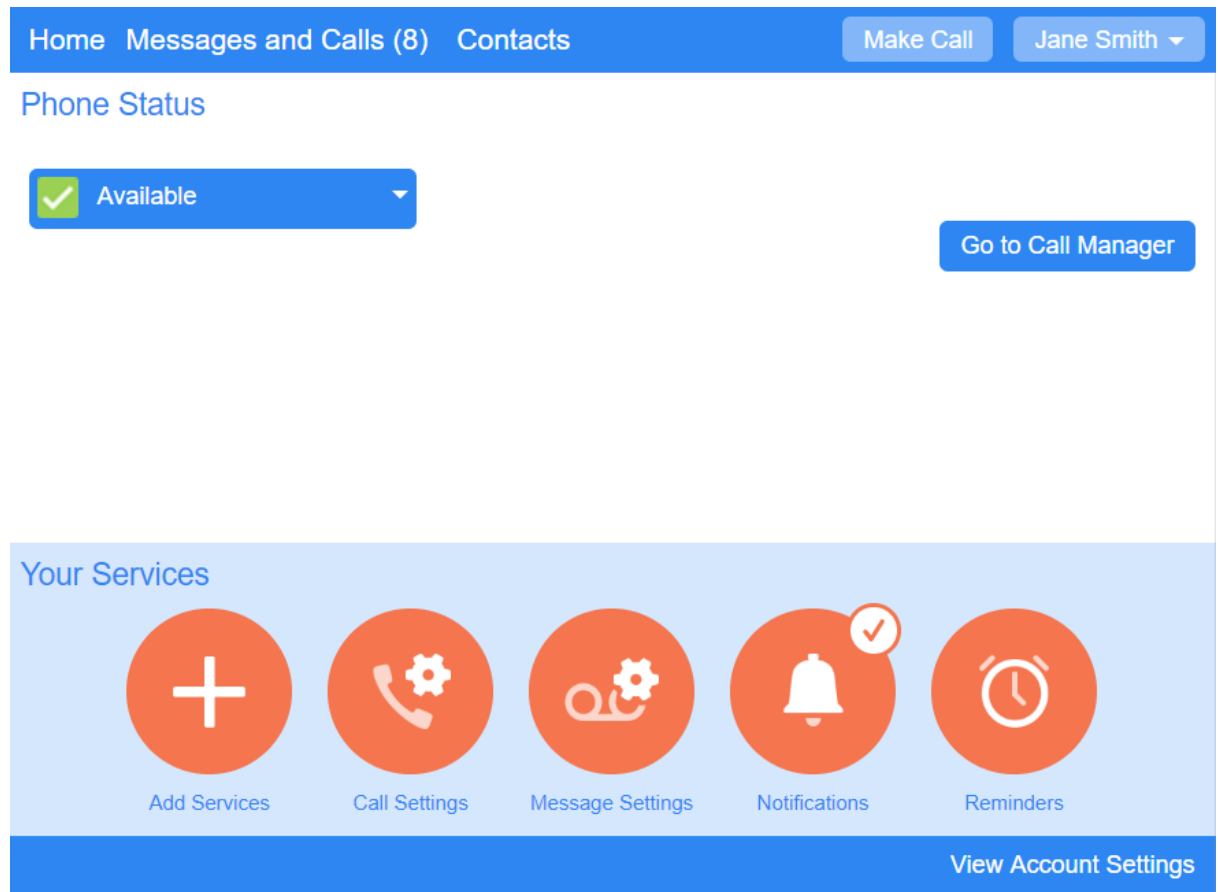 Home Messages and Calls (8) Contacts Make Call Jane Smith
Phone Status
Available
Go to Call Manager
Your Services
Add Services Call Settings Message Settings Notifications Reminders
View Account Settings